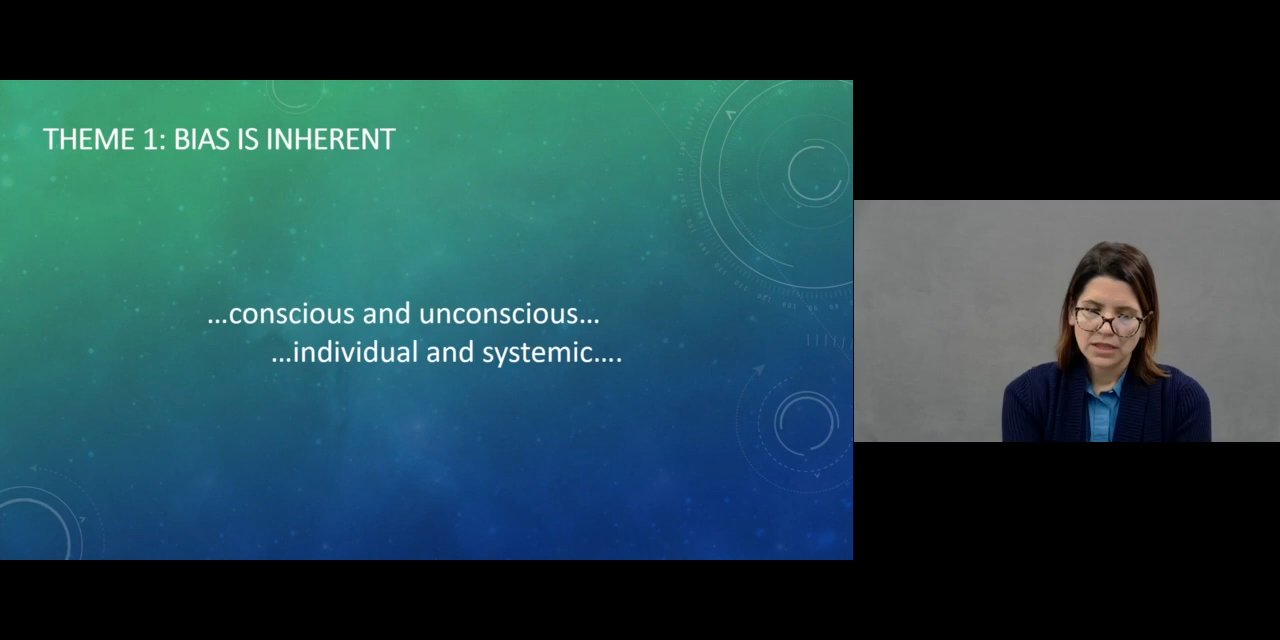 THEME 1: BIAS IS INHERENT
...conscious and unconscious...
...individual and systemic....